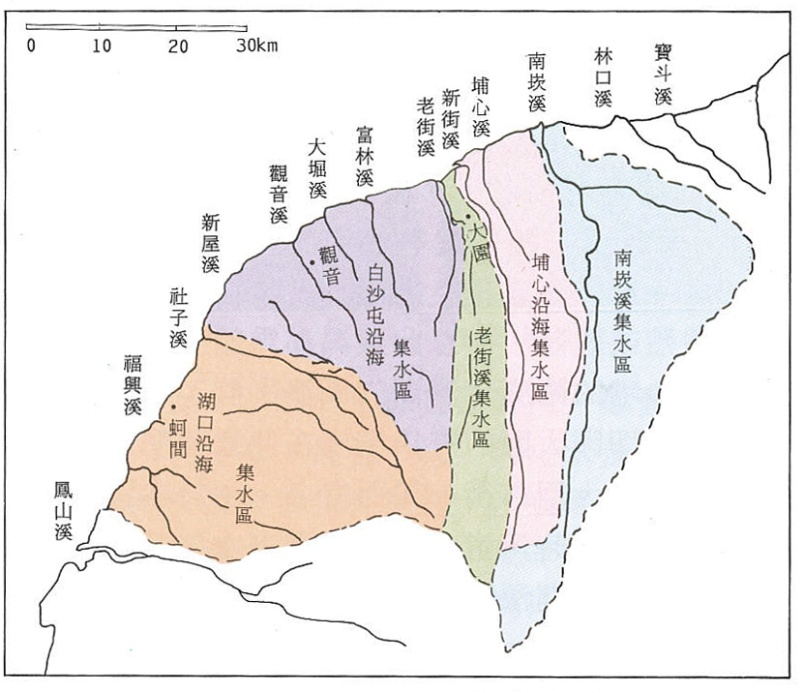 0 10 20 30km
寶斗溪
林口溪
南崁溪
埔心溪
新街溪
老街溪
富林溪
大堀溪
觀音溪
新屋溪
社子溪
福興溪
鳳山溪
南崁溪集水區
埔心沿海集水區
大園
老街溪集水區
觀音
白沙屯沿海
集水區
蚵間
湖口沿海
集水區